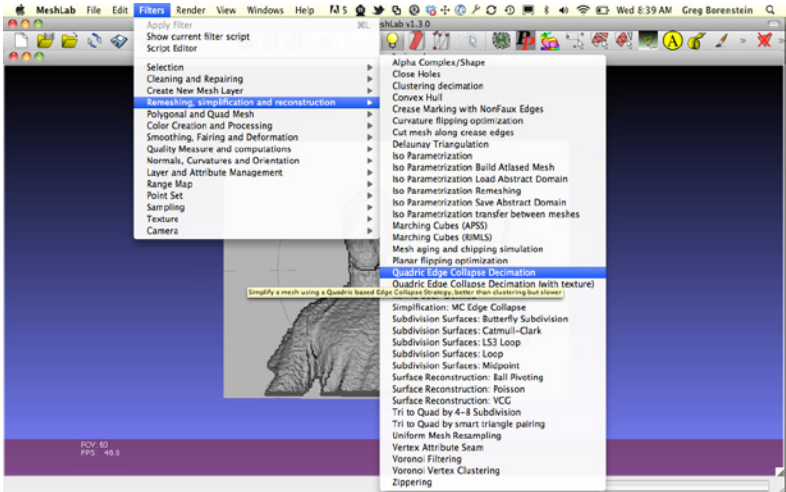 MeshLab File Edit Filters Render View Windows Help Wed 8:39 AM Greg Borenstein
MeshLab v1.3.0
Apply filter
Show current filter script
Script Editor
Selection
Cleaning and Repairing
Create New Mesh Layer
Remeshing, simplification and reconstruction
Polygonal and Quad Mesh
Color Creation and Processing
Smoothing, Fairing and Deformation
Quality Measure and computations
Normals, Curvatures and Orientation
Layer and Attribute Management
Range Map
Point Set
Sampling
Texture
Camera
Alpha Complex/Shape
Close Holes
Clustering decimation
Convex Hull
Crease Marking with NonFaux Edges
Curvature flipping optimization
Cut mesh along crease edges
Delaunay Triangulation
Iso Parametrization
Iso Parametrization Build Atlased Mesh
Iso Parametrization Load Abstract Domain
Iso Parametrization Remeshing
Iso Parametrization Save Abstract Domain
Iso Parametrization transfer between meshes
Marching Cubes (APSS)
Marching Cubes (RIMLS)
Mesh aging and chipping simulation
Planar flipping optimization
Quadric Edge Collapse Decimation
Quadric Edge Collapse Decimation (with texture)
Simplify a mesh using a Quadric based Edge Collapse Strategy, better than clustering but slower
Simplfication: MC Edge Collapse
Subdivision Surfaces: Butterfly Subdivision
Subdivision Surfaces: Catmull-Clark
Subdivision Surfaces: LS3 Loop
Subdivision Surfaces: Loop
Subdivision Surfaces: Midpoint
Surface Reconstruction: Ball Pivoting
Surface Reconstruction: Poisson
Surface Reconstruction: VCG
Tri to Quad by 4-8 Subdivision
Tri to Quad by smart triangle pairing
Uniform Mesh Resampling
Vertex Attribute Seam
Voronoi Filtering
Voronoi Vertex Clustering
Zippering
FOV: 60
FPS: